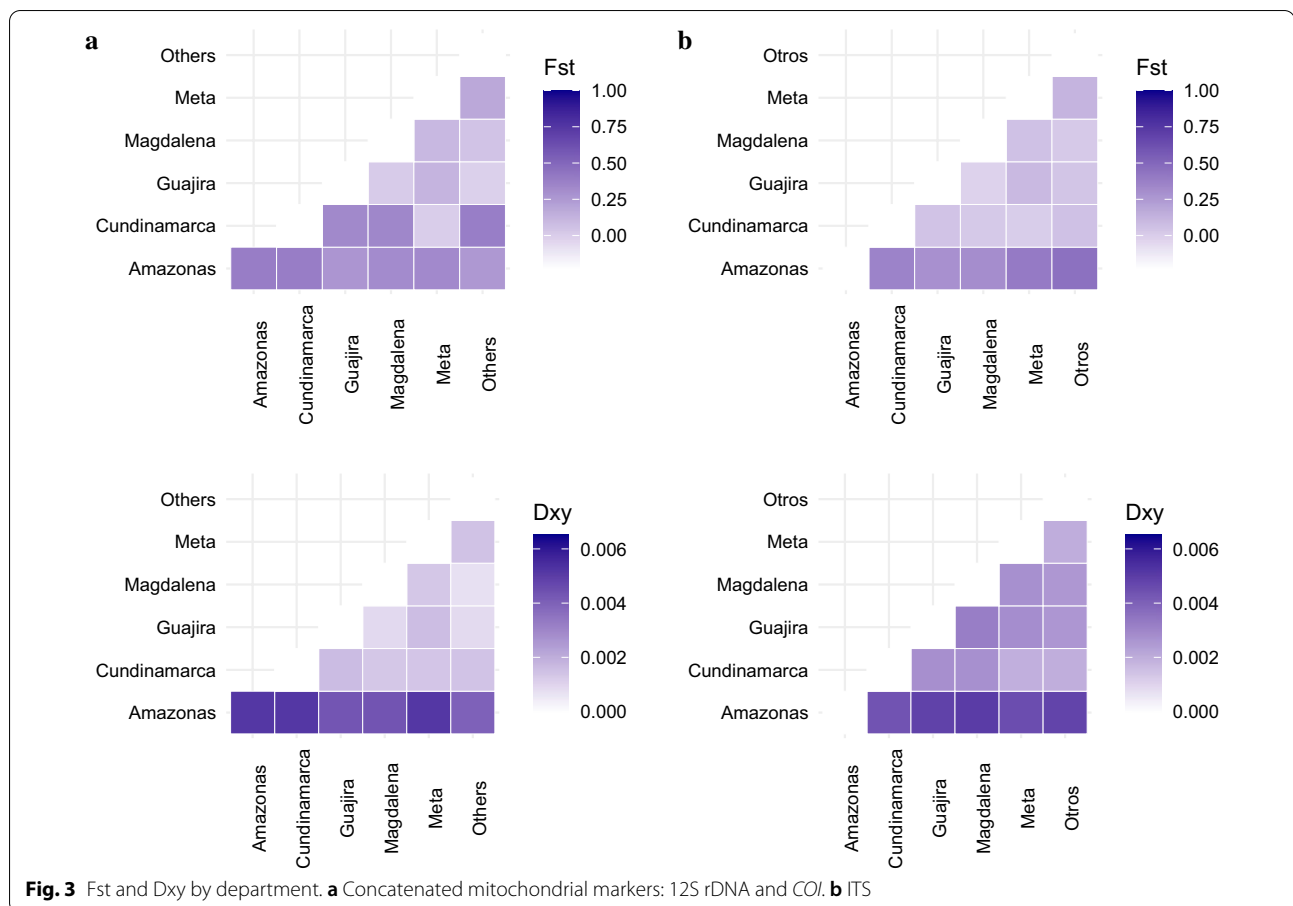 a
Others
Meta
Magdalena
Guajira
Cundinamarca
Amazonas
Amazonas
Cundinamarca
Guajira
Magdalena
Meta
Others
Fst
1.00
0.75
0.50
0.25
0.00
b
Otros
Meta
Magdalena
Guajira
Cundinamarca
Amazonas
Amazonas
Cundinamarca
Guajira
Magdalena
Meta
Otros
Fst
1.00
0.75
0.50
0.25
0.00
Others
Meta
Magdalena
Guajira
Cundinamarca
Amazonas
Amazonas
Cundinamarca
Guajira
Magdalena
Meta
Others
Dxy
0.006
0.004
0.002
0.000
Otros
Meta
Magdalena
Guajira
Cundinamarca
Amazonas
Amazonas
Cundinamarca
Guajira
Magdalena
Meta
Otros
Dxy
0.006
0.004
0.002
0.000
Fig. 3 Fst and Dxy by department. a Concatenated mitochondrial markers: 12S rDNA and COI. b ITS